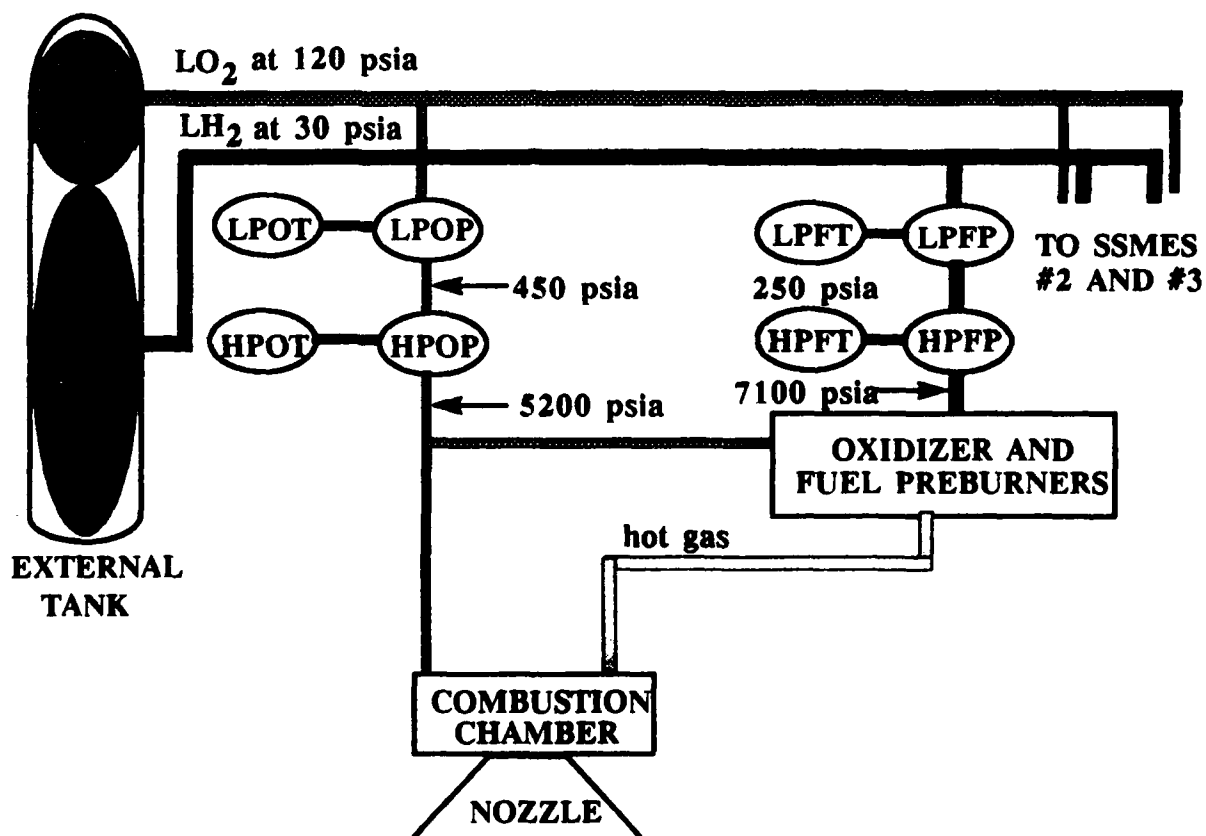 LO2 at 120 psia
LH2 at 30 psia
LPOT
LPOP
LPFT
LPFP
TO SSMES
#2 AND #3
450 psia
250 psia
HPOT
HPOP
HPFT
HPFP
5200 psia
7100 psia
OXIDIZER AND
FUEL PREBURNERS
hot gas
EXTERNAL
TANK
COMBUSTION
CHAMBER
NOZZLE